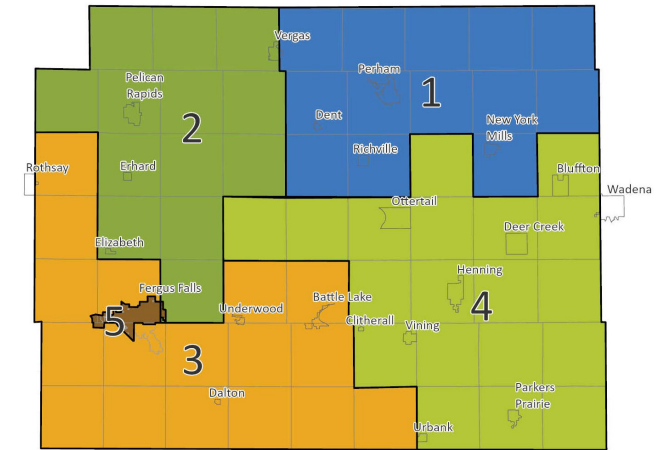 Vergas
Perham
1
Pelican
Rapids
2
Dent
New York
Mills
Richville
Rothsay
Erhard
Bluffton
Wadena
Ottertail
Deer Creek
Elizabeth
Henning
Fergus Falls
Underwood
Battle Lake
4
5
Clitherall
Vining
3
Dalton
Parkers
Prairie
Urbank